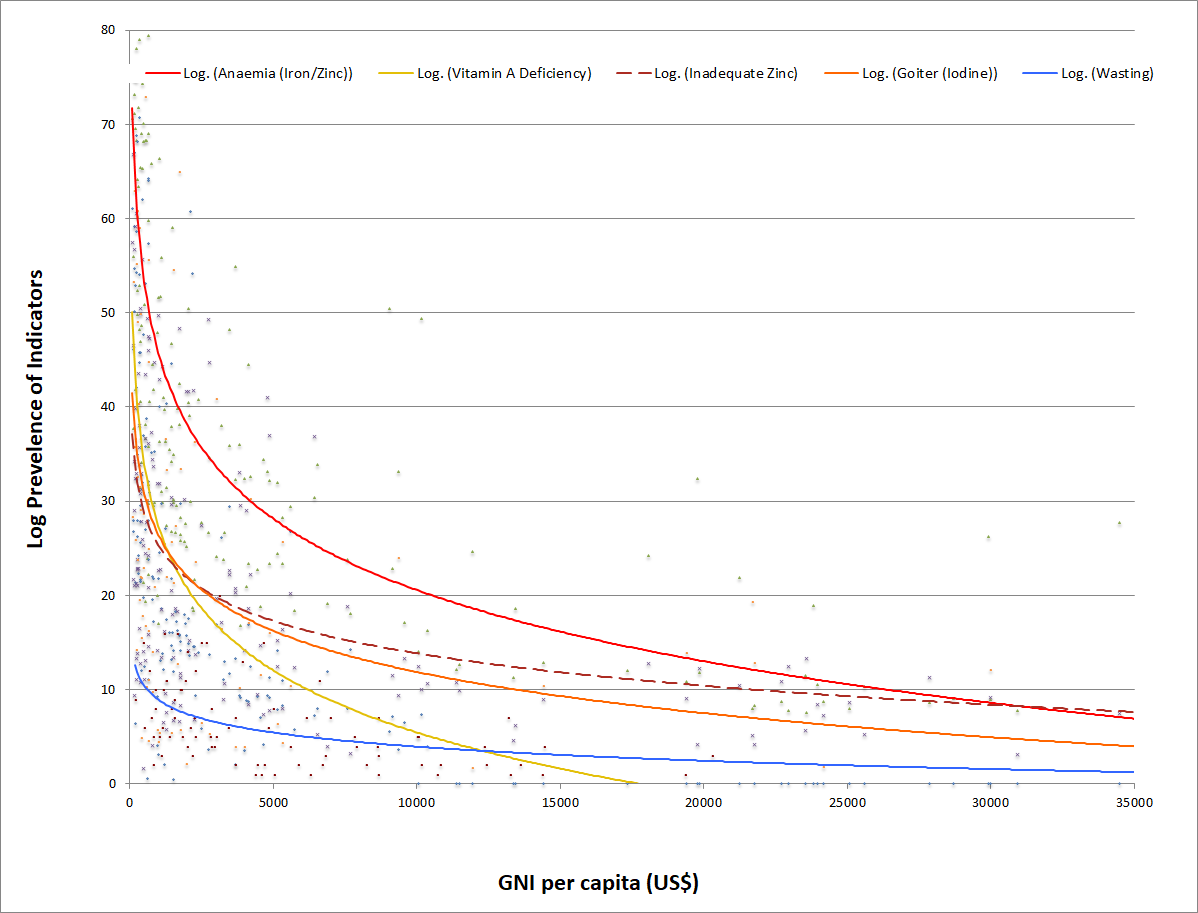 80
Log. (Anaemia (Iron/Zinc)) Log. (Vitamin A Deficiency) Log. (Inadequate Zinc) Log. (Goiter (Iodine)) Log. (Wasting)
70
60
50
40
30
20
10
0
Log Prevelence of Indicators
0 5000 10000 15000 20000 25000 30000 35000
GNI per capita (US$)